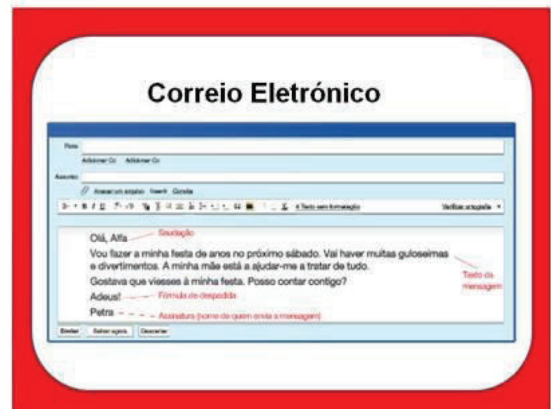 Correio Eletrónico
Para:
Adicionar Cc Adicionar Cco
Assunto:
Anexar um arquivo Inserir: Convite
« Texto sem formatação Verificar ortografia
Olá, Alfa Saudação
Vou fazer a minha festa de anos no próximo sábado. Vai haver muitas guloseimas
e divertimentos. A minha mãe está a ajudar-me a tratar de tudo.
Texto da
mensagem
Gostava que viesses à minha festa. Posso contar contigo?
Adeus! Fórmula de despedida
Petra Assinatura (nome de quem envia a mensagem)
Enviar Salvar agora Descartar